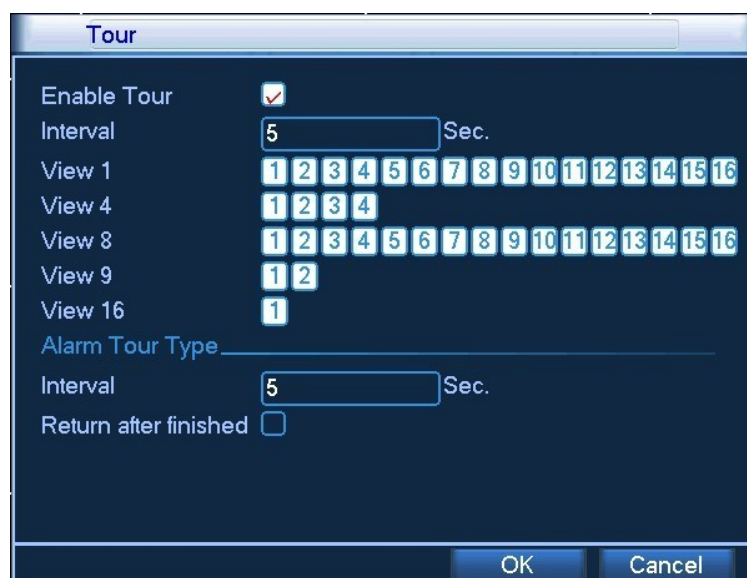 Tour
Enable Tour
Interval 5 Sec.
View 1 1 2 3 4 5 6 7 8 9 10 11 12 13 14 15 16
View 4 1 2 3 4
View 8 1 2 3 4 5 6 7 8 9 10 11 12 13 14 15 16
View 9 1 2
View 16 1
Alarm Tour Type
Interval 5 Sec.
Return after finished
OK Cancel